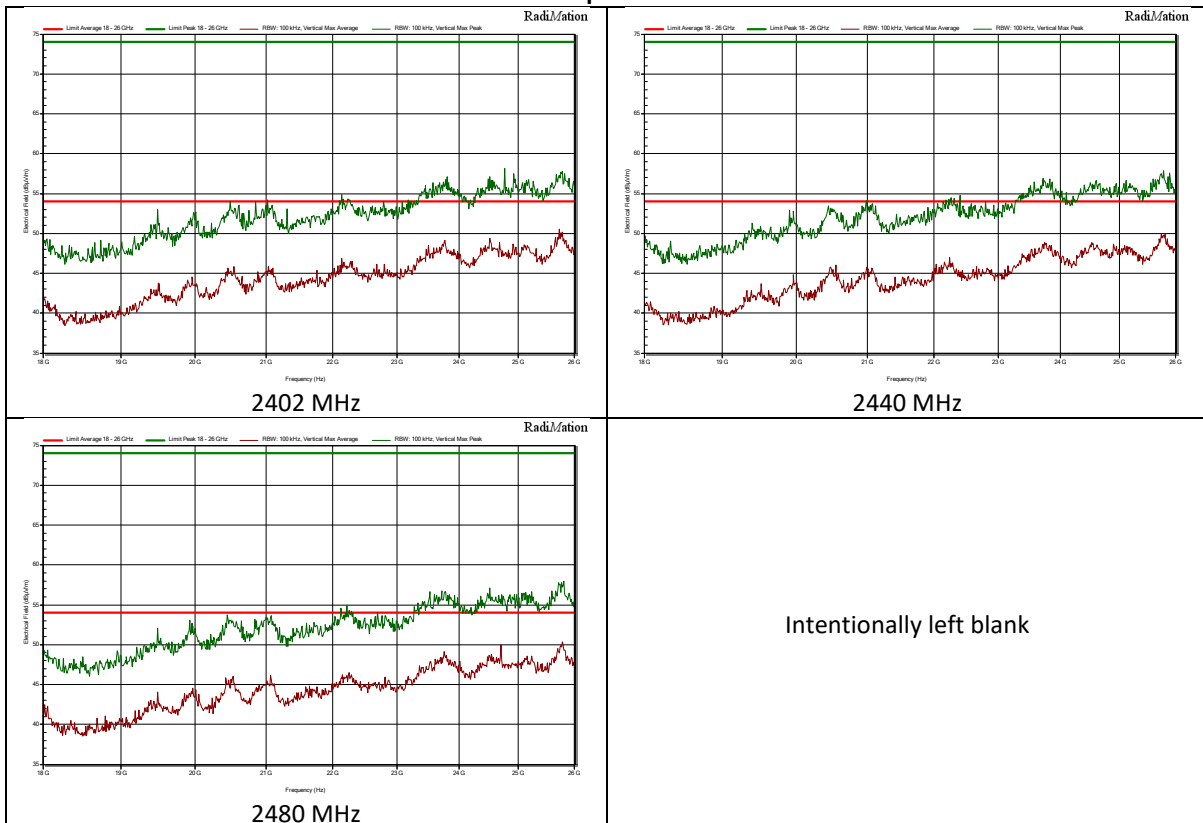 RadiMation
Limit Average 18 - 26 GHz Limit Peak 18 - 26 GHz RBW: 100 kHz, Vertical Max Average RBW: 100 kHz, Vertical Max Peak
75
70
65
60
55
50
45
40
35
Electrical Field (dBµV/m)
18 G 19 G 20 G 21 G 22 G 23 G 24 G 25 G 26 G
Frequency (Hz)
2402 MHz
RadiMation
Limit Average 18 - 26 GHz Limit Peak 18 - 26 GHz RBW: 100 kHz, Vertical Max Average RBW: 100 kHz, Vertical Max Peak
75
70
65
60
55
50
45
40
35
Electrical Field (dBµV/m)
18 G 19 G 20 G 21 G 22 G 23 G 24 G 25 G 26 G
Frequency (Hz)
2440 MHz
RadiMation
Limit Average 18 - 26 GHz Limit Peak 18 - 26 GHz RBW: 100 kHz, Vertical Max Average RBW: 100 kHz, Vertical Max Peak
75
70
65
60
55
50
45
40
35
Electrical Field (dBµV/m)
18 G 19 G 20 G 21 G 22 G 23 G 24 G 25 G 26 G
Frequency (Hz)
2480 MHz
Intentionally left blank